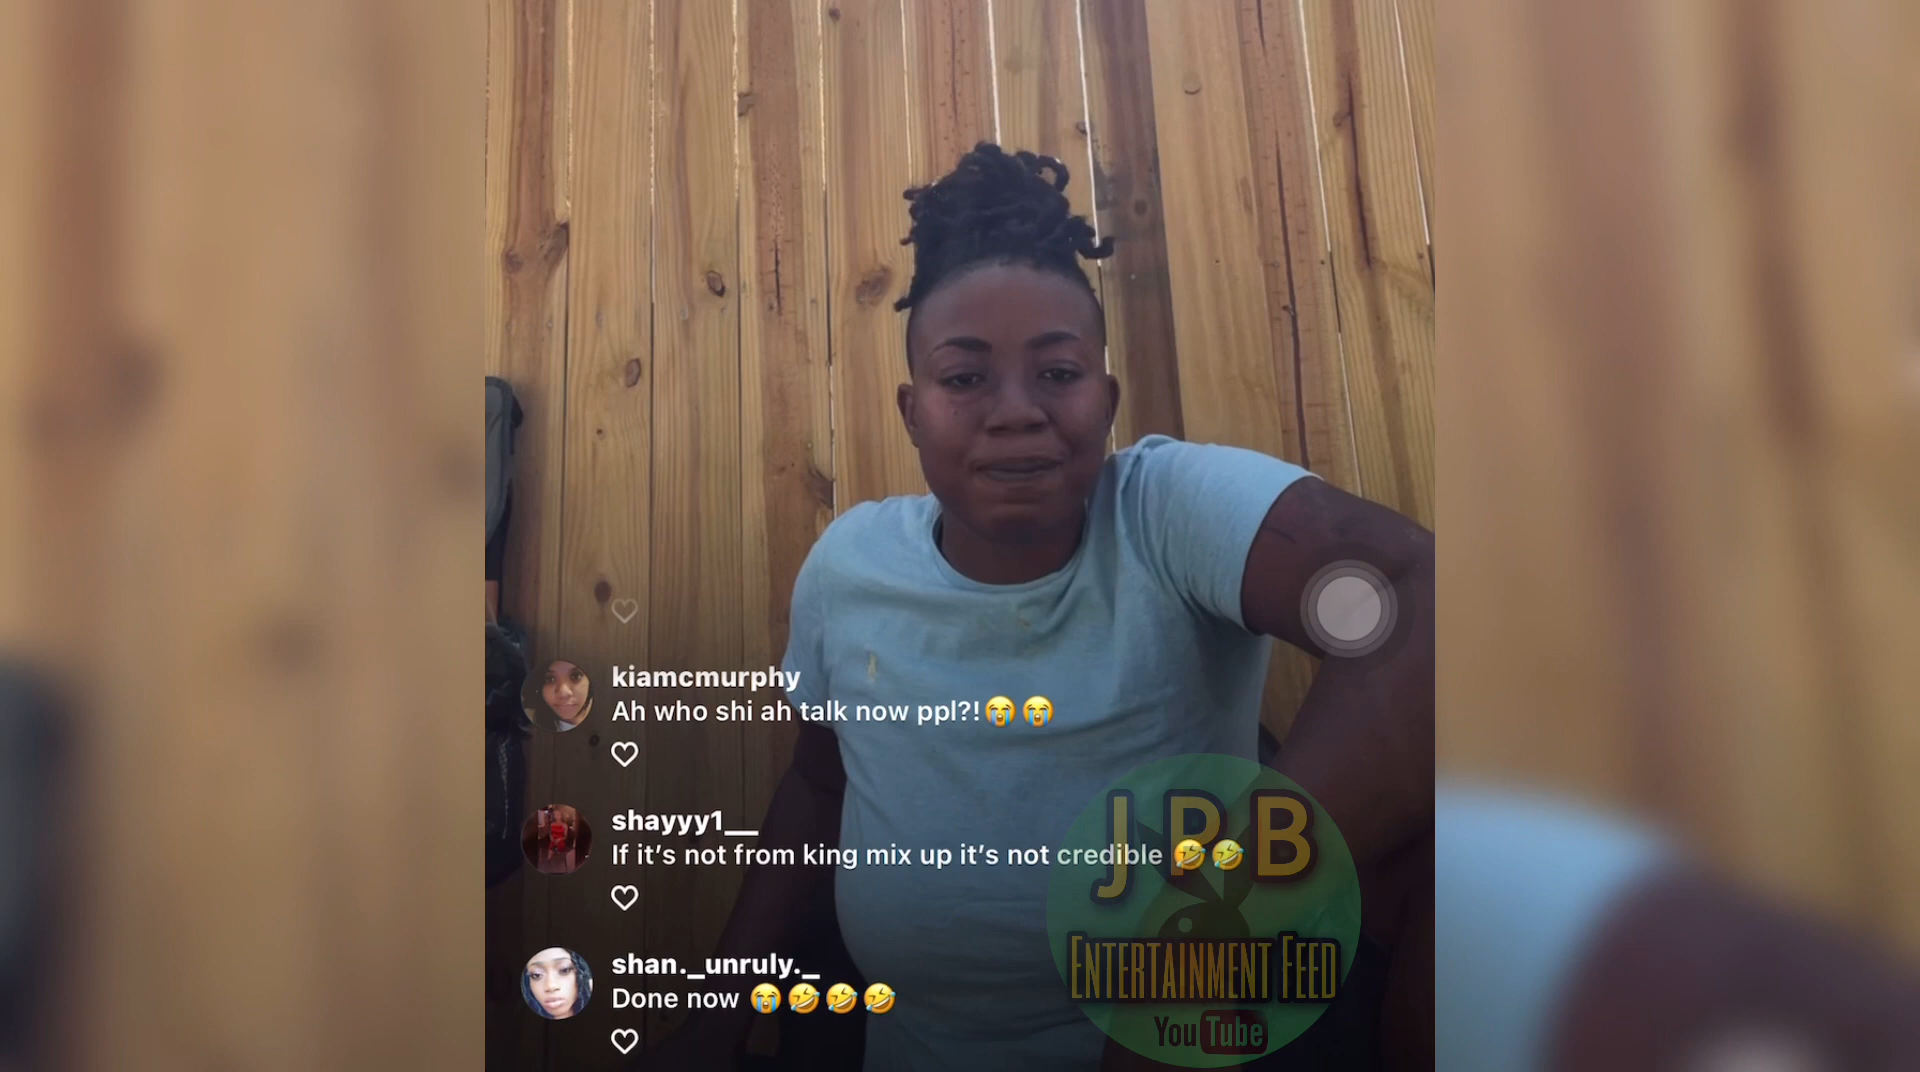 kiamcmurphy
Ah who shi ah talk now ppl?!😭😭
shayyy1__
If it’s not from king mix up it’s not credible 🤣🤣
shan._unruly._
Done now 😭🤣🤣🤣
JPB
ENTERTAINMENT FEED
YouTube